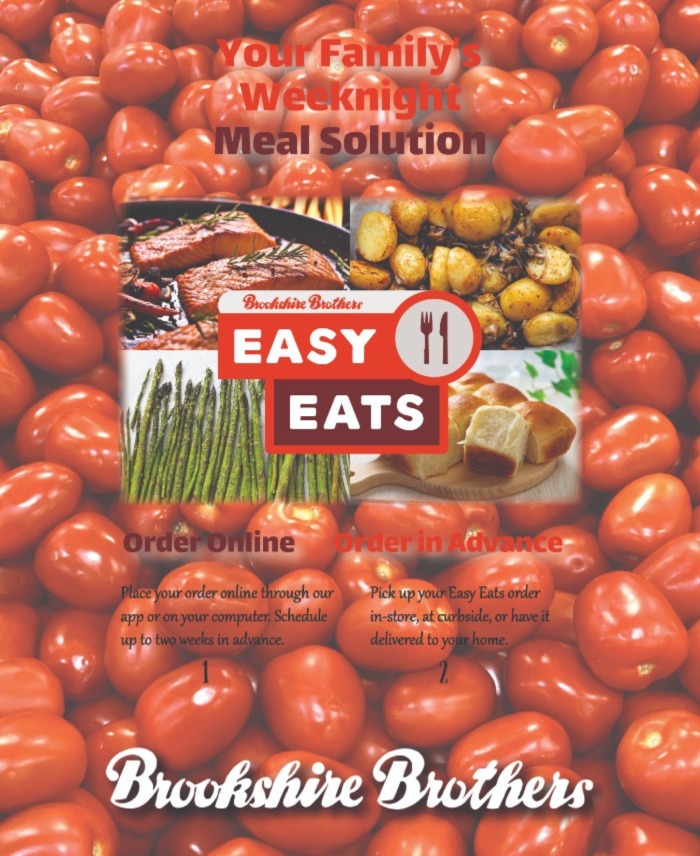 Your Family's
Weeknight
Meal Solution
Brookshire Brothers
EASY
EATS
Order Online
Place your order online through our
app or on your computer. Schedule
up to two weeks in advance.
1
Order in Advance
Pick up your Easy Eats order
in-store, at curbside, or have it
delivered to your home.
2
Brookshire Brothers